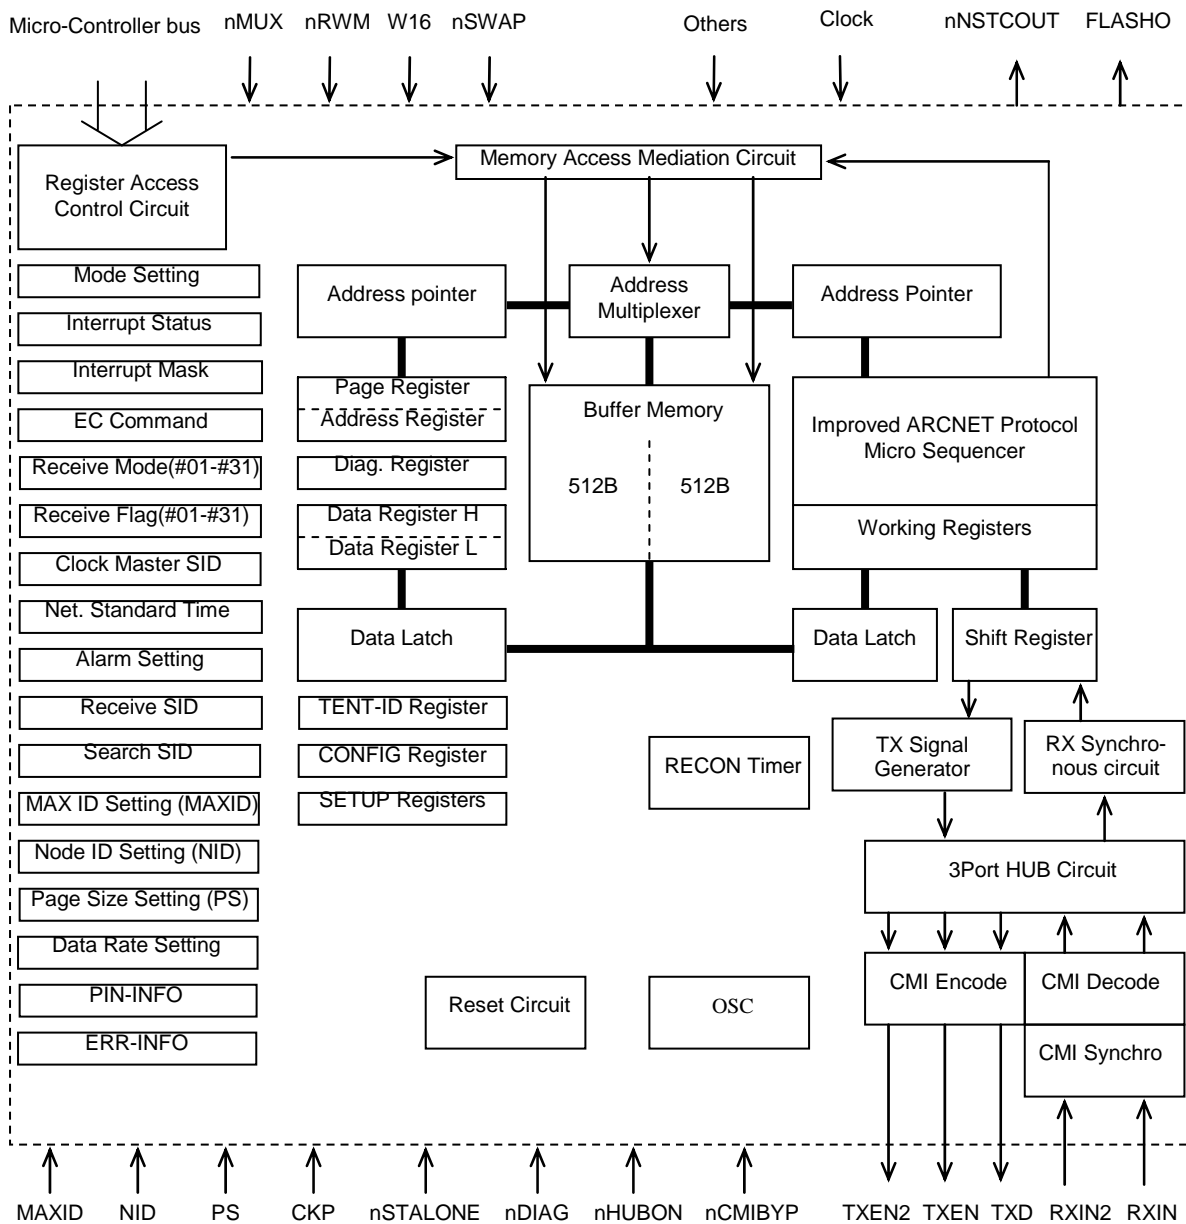 Micro-Controller bus
nMUX
nRWM
W16
nSWAP
Others
Clock
nNSTCOUT
FLASHO
Register Access
Control Circuit
Memory Access Mediation Circuit
Mode Setting
Interrupt Status
Interrupt Mask
EC Command
Receive Mode(#01-#31)
Receive Flag(#01-#31)
Clock Master SID
Net. Standard Time
Alarm Setting
Receive SID
Search SID
MAX ID Setting (MAXID)
Node ID Setting (NID)
Page Size Setting (PS)
Data Rate Setting
PIN-INFO
ERR-INFO
Address pointer
Page Register
Address Register
Diag. Register
Data Register H
Data Register L
Data Latch
TENT-ID Register
CONFIG Register
SETUP Registers
Address
Multiplexer
Buffer Memory
512B
512B
Address Pointer
Improved ARCNET Protocol
Micro Sequencer
Working Registers
Data Latch
Shift Register
RECON Timer
TX Signal
Generator
RX Synchro-
nous circuit
3Port HUB Circuit
Reset Circuit
OSC
CMI Encode
CMI Decode
CMI Synchro
MAXID
NID
PS
CKP
nSTALONE
nDIAG
nHUBON
nCMIBYP
TXEN2
TXEN
TXD
RXIN2
RXIN